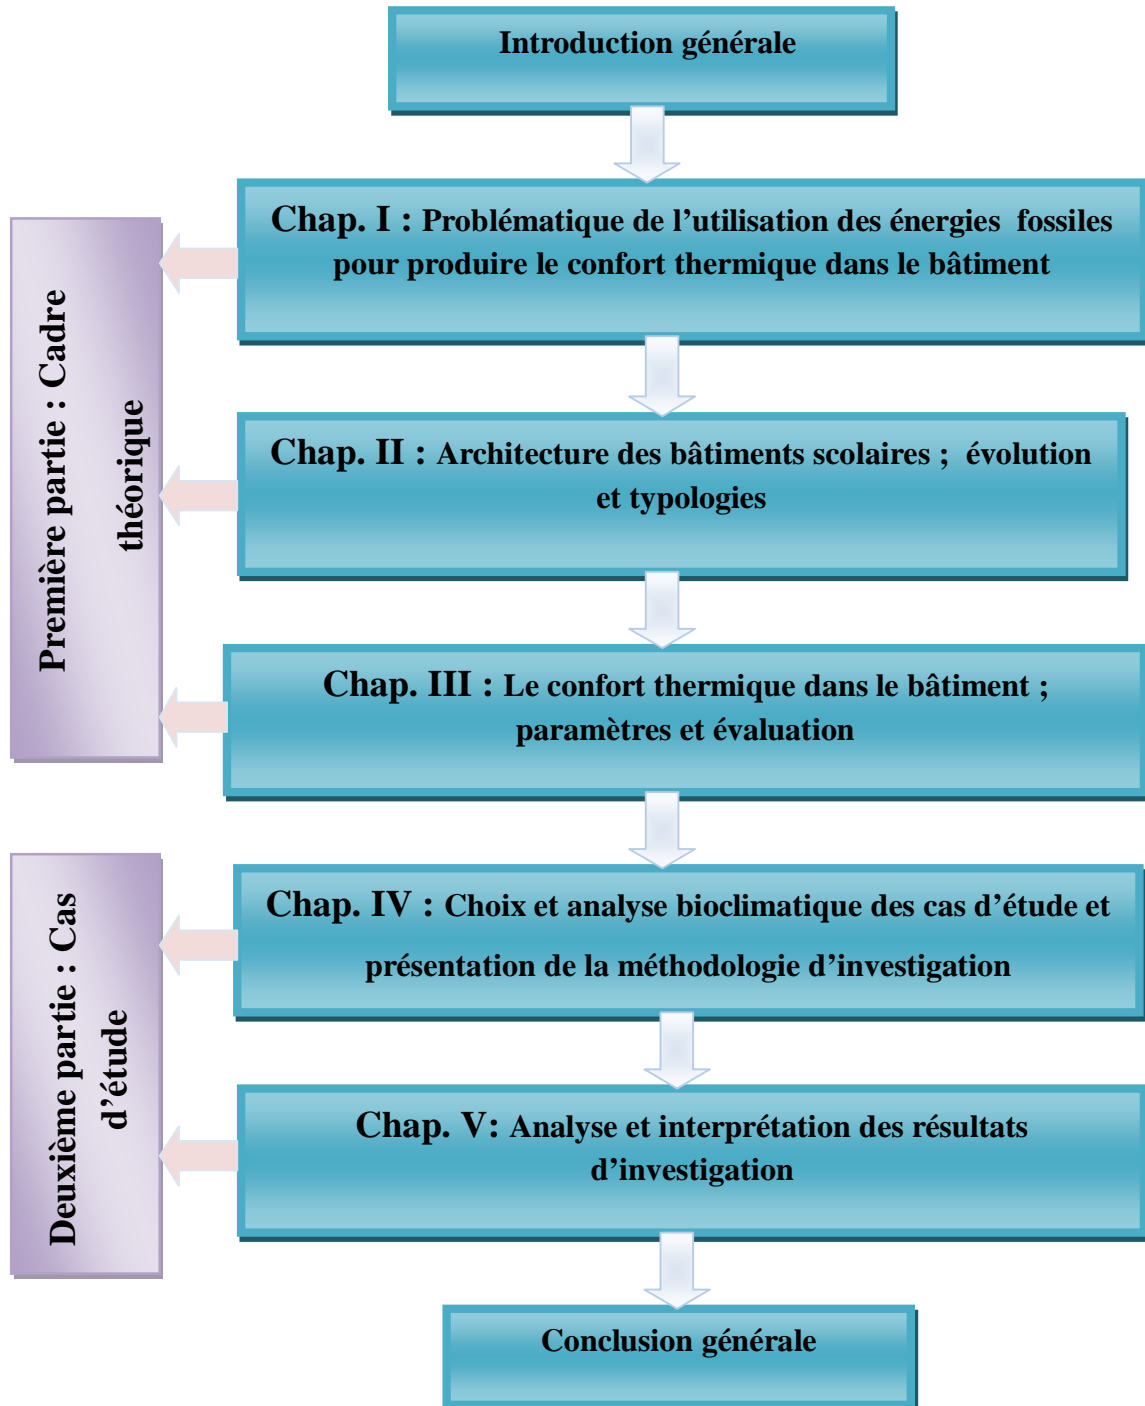 Introduction générale
Chap. I : Problématique de l’utilisation des énergies fossiles
pour produire le confort thermique dans le bâtiment
Première partie : Cadre
théorique
Chap. II : Architecture des bâtiments scolaires ; évolution
et typologies
Chap. III : Le confort thermique dans le bâtiment ;
paramètres et évaluation
Chap. IV : Choix et analyse bioclimatique des cas d’étude et
présentation de la méthodologie d’investigation
Deuxième partie : Cas
d’étude
Chap. V: Analyse et interprétation des résultats
d’investigation
Conclusion générale